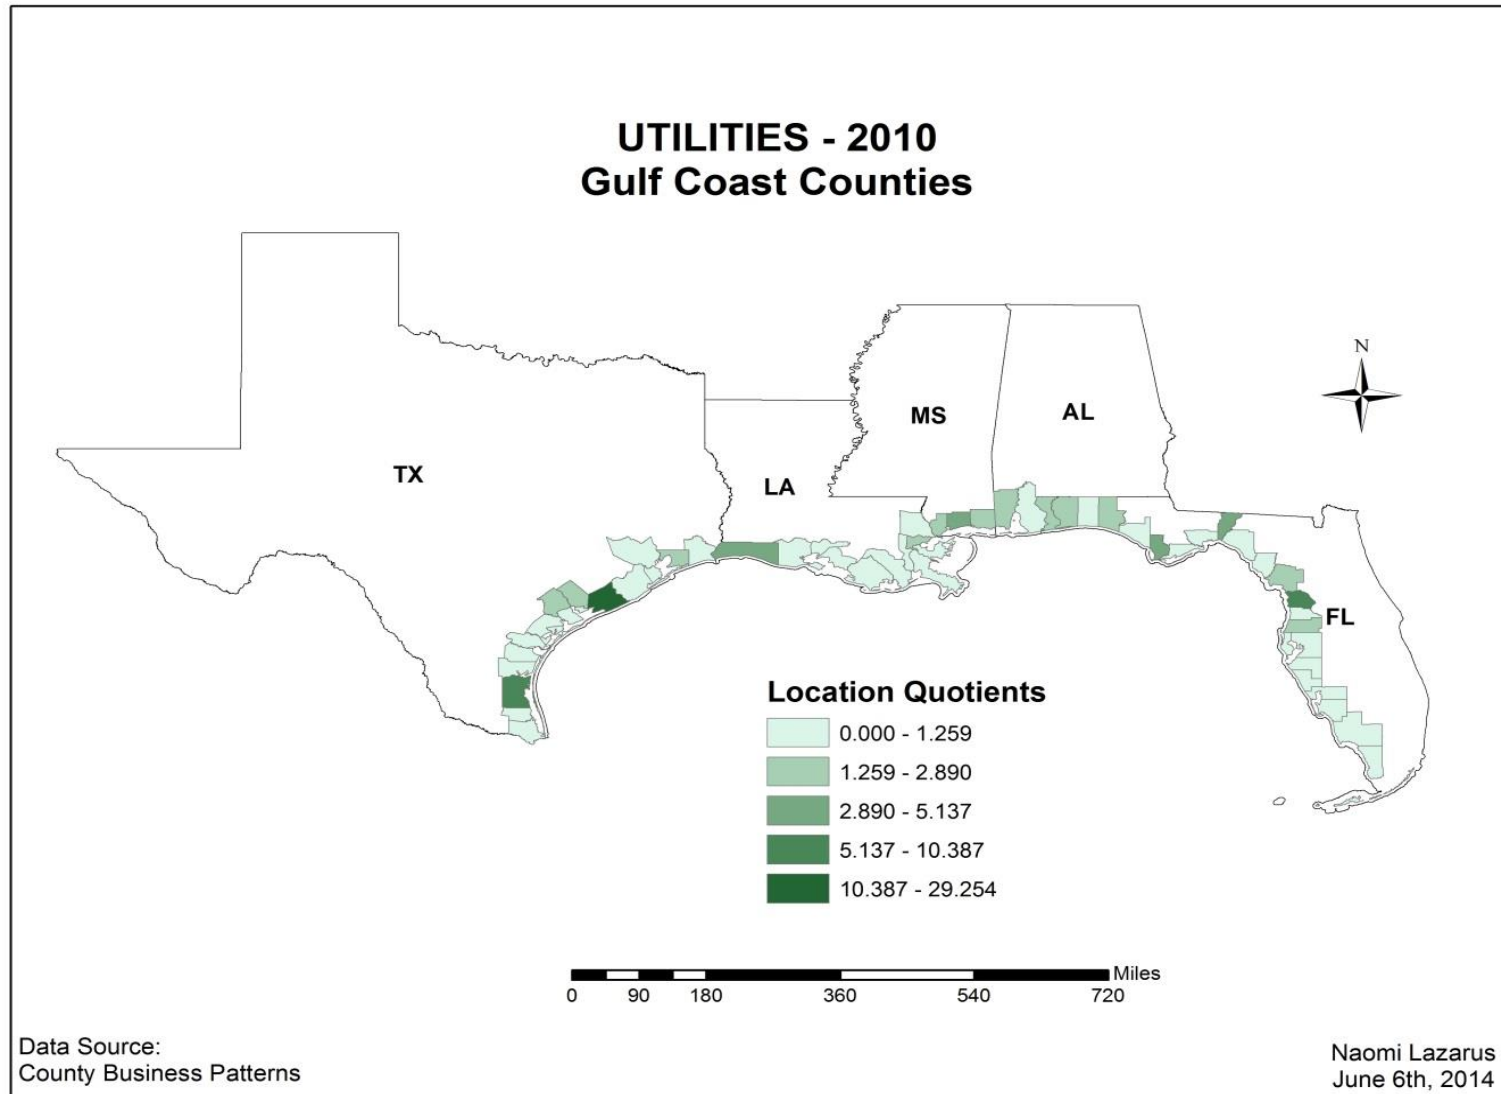 UTILITIES - 2010
Gulf Coast Counties
N
TX
LA
MS
AL
FL
Location Quotients
0.000 - 1.259
1.259 - 2.890
2.890 - 5.137
5.137 - 10.387
10.387 - 29.254
Miles
0 90 180 360 540 720
Data Source:
County Business Patterns
Naomi Lazarus
June 6th, 2014